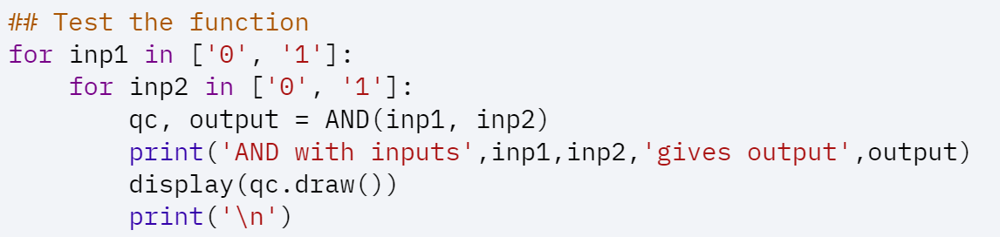 ## Test the function
for inp1 in ['0', '1']:
    for inp2 in ['0', '1']:
        qc, output = AND(inp1, inp2)
        print('AND with inputs',inp1,inp2,'gives output',output)
        display(qc.draw())
        print('\n')